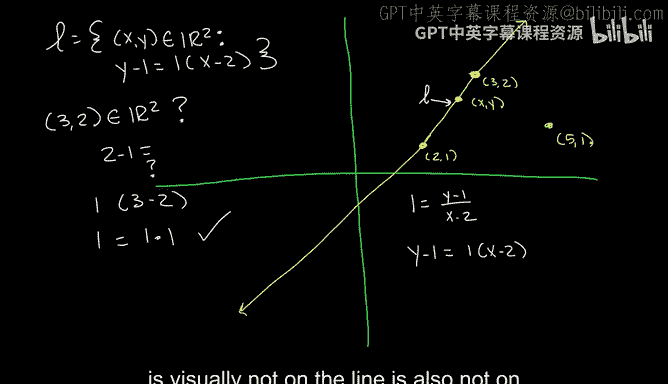 GPT中英字幕课程资源@bilibili
GPT中英字幕课程资源 bilibili
l = { (x,y) ∈ ℝ² :
y-1 = 1(x-2) }
(3,2) ∈ ℝ² ?
2-1 =
?
1 (3-2)
1 = 1·1 ✓
(3,2)
l → (x,y)
(2,1)
(5,1)
1 = \frac{y-1}{x-2}
y-1 = 1(x-2)
is visually not on the line is also not on